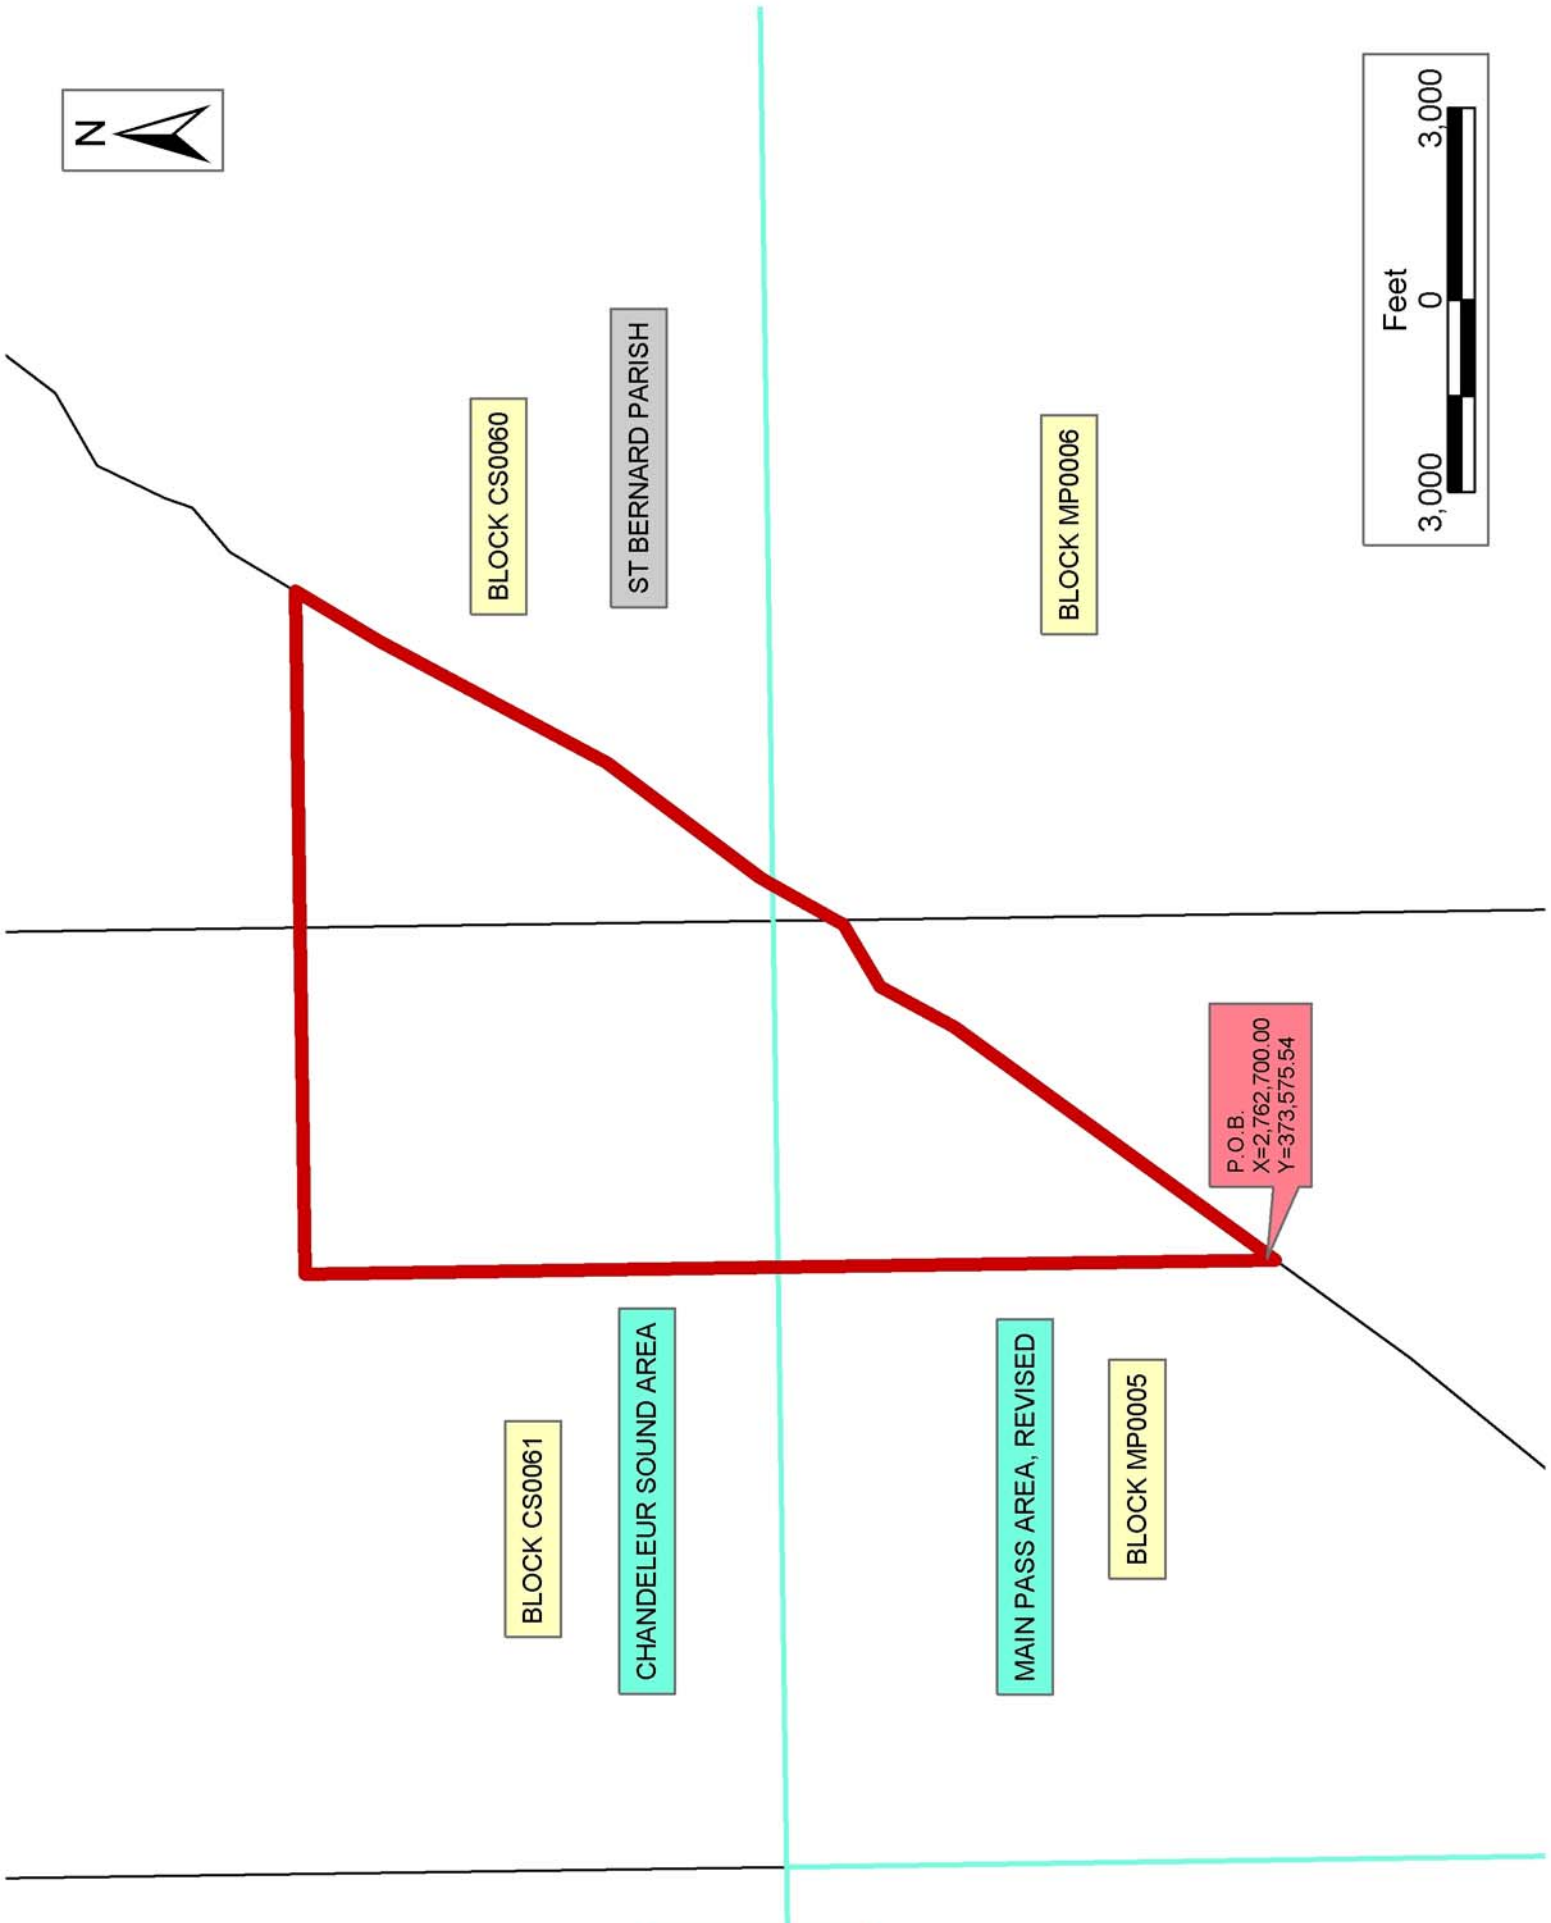 N
BLOCK CS0060
ST BERNARD PARISH
BLOCK CS0061
CHANDELEUR SOUND AREA
MAIN PASS AREA, REVISED
BLOCK MP0005
BLOCK MP0006
P.O.B.
X=2,762,700.00
Y=373,575.54
Feet
3,000 0 3,000